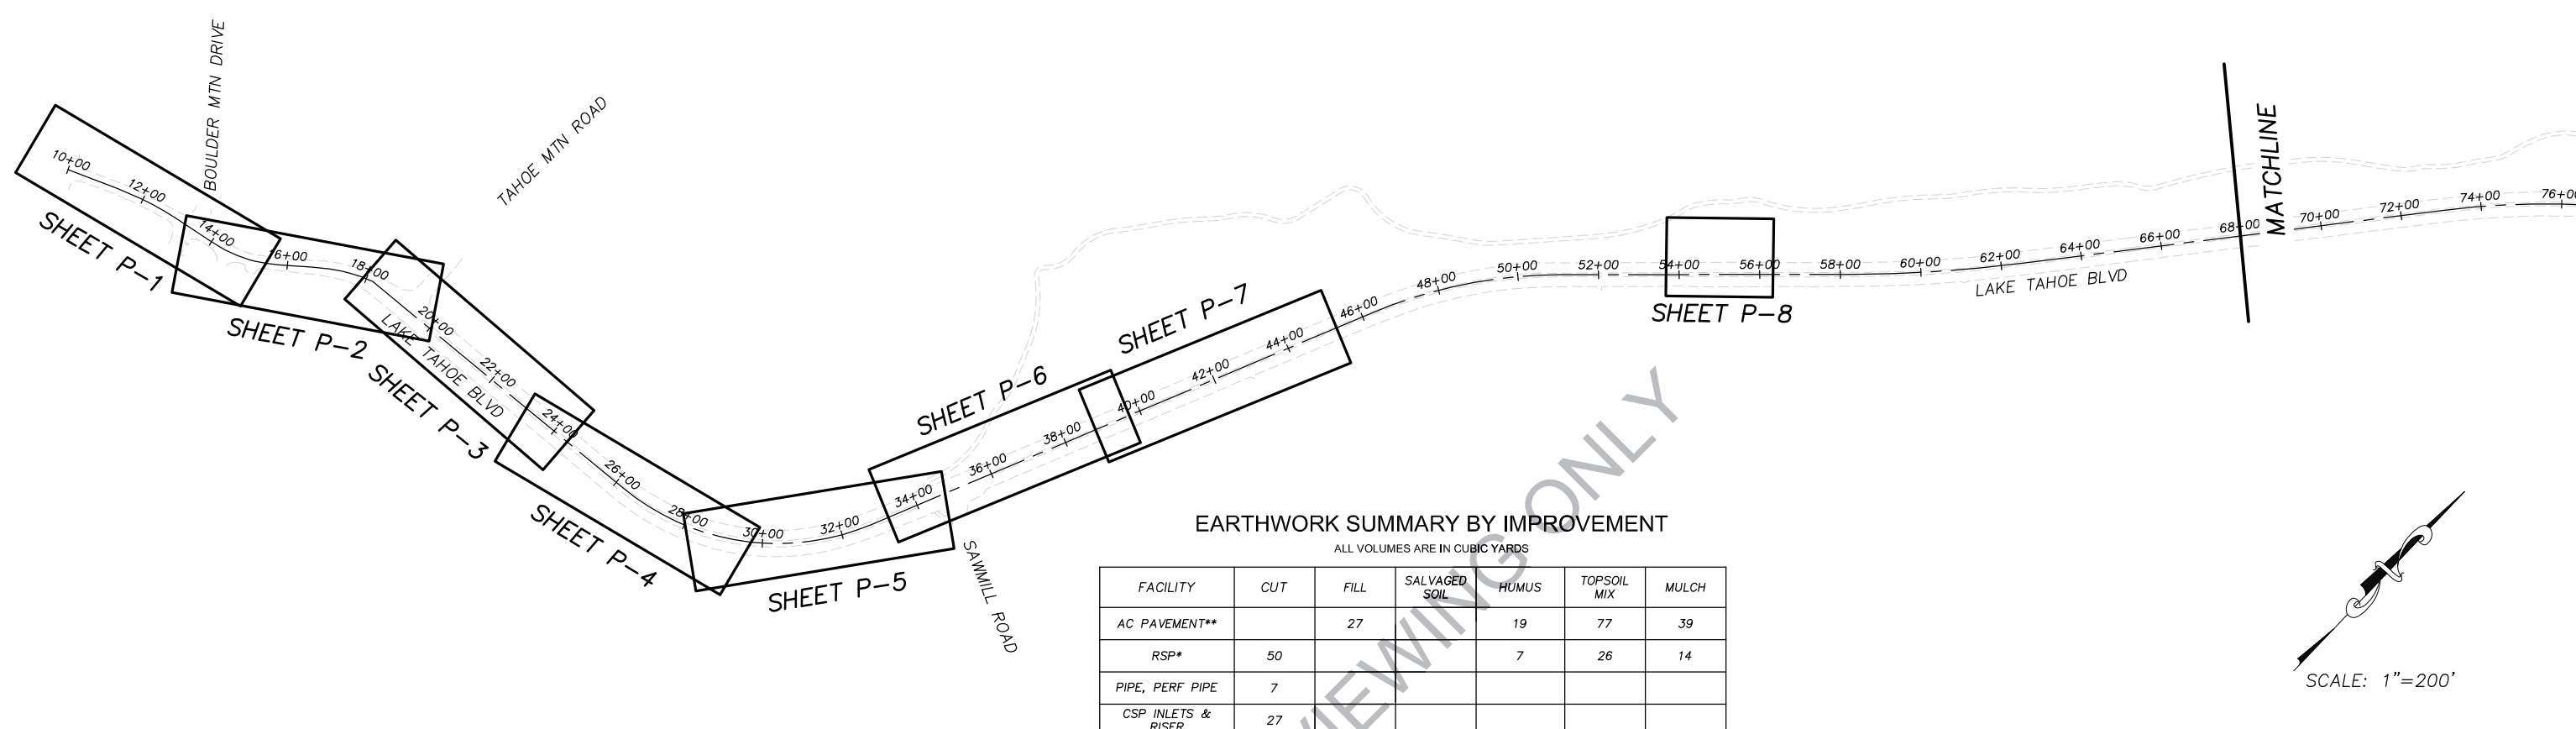 BOULDER MTN DRIVE
TAHOE MTN ROAD
10+00
12+00
14+00
16+00
18+00
20+00
22+00
24+00
26+00
28+00
30+00
32+00
34+00
36+00
38+00
40+00
42+00
44+00
46+00
48+00
50+00
52+00
54+00
56+00
58+00
60+00
62+00
64+00
66+00
68+00
70+00
72+00
74+00
SHEET P-1
SHEET P-2
SHEET P-3
SHEET P-4
SHEET P-5
SHEET P-6
SHEET P-7
SHEET P-8
LAKE TAHOE BLVD
LAKE TAHOE BLVD
SAWMILL ROAD
MATCHLINE
VIEWING ONLY
EARTHWORK SUMMARY BY IMPROVEMENT
ALL VOLUMES ARE IN CUBIC YARDS
FACILITY CUT FILL SALVAGED SOIL HUMUS TOPSOIL MIX MULCH
AC PAVEMENT** 27 19 77 39
RSP* 50 7 26 14
PIPE, PERF PIPE 7
CSP INLETS & RISER 27
SCALE: 1"=200'